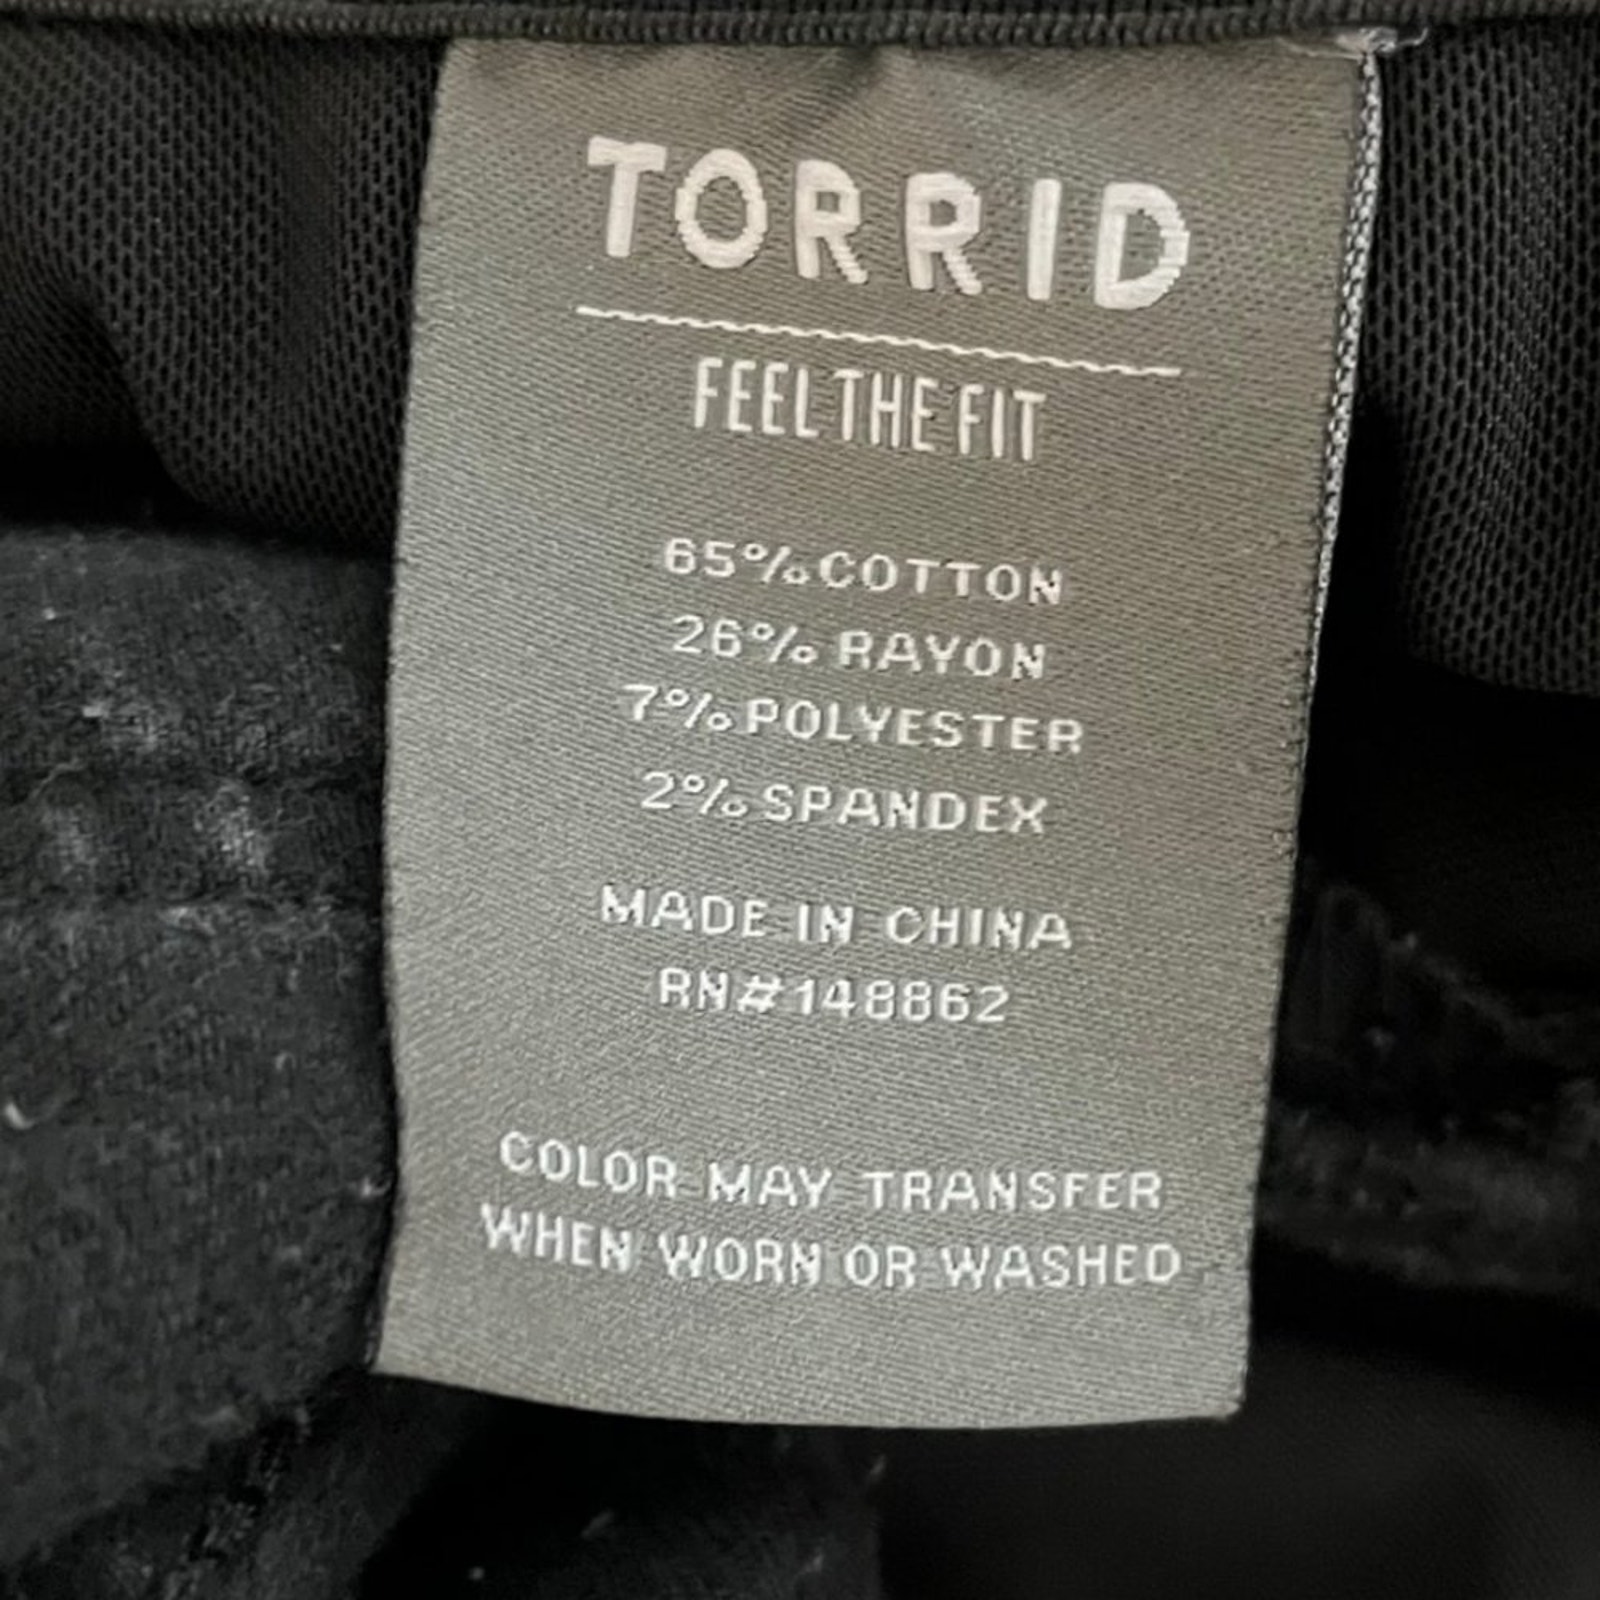 TORRID
FEEL THE FIT
65% COTTON
26% RAYON
7% POLYESTER
2% SPANDEX
MADE IN CHINA
RN#148862
COLOR MAY TRANSFER
WHEN WORN OR WASHED